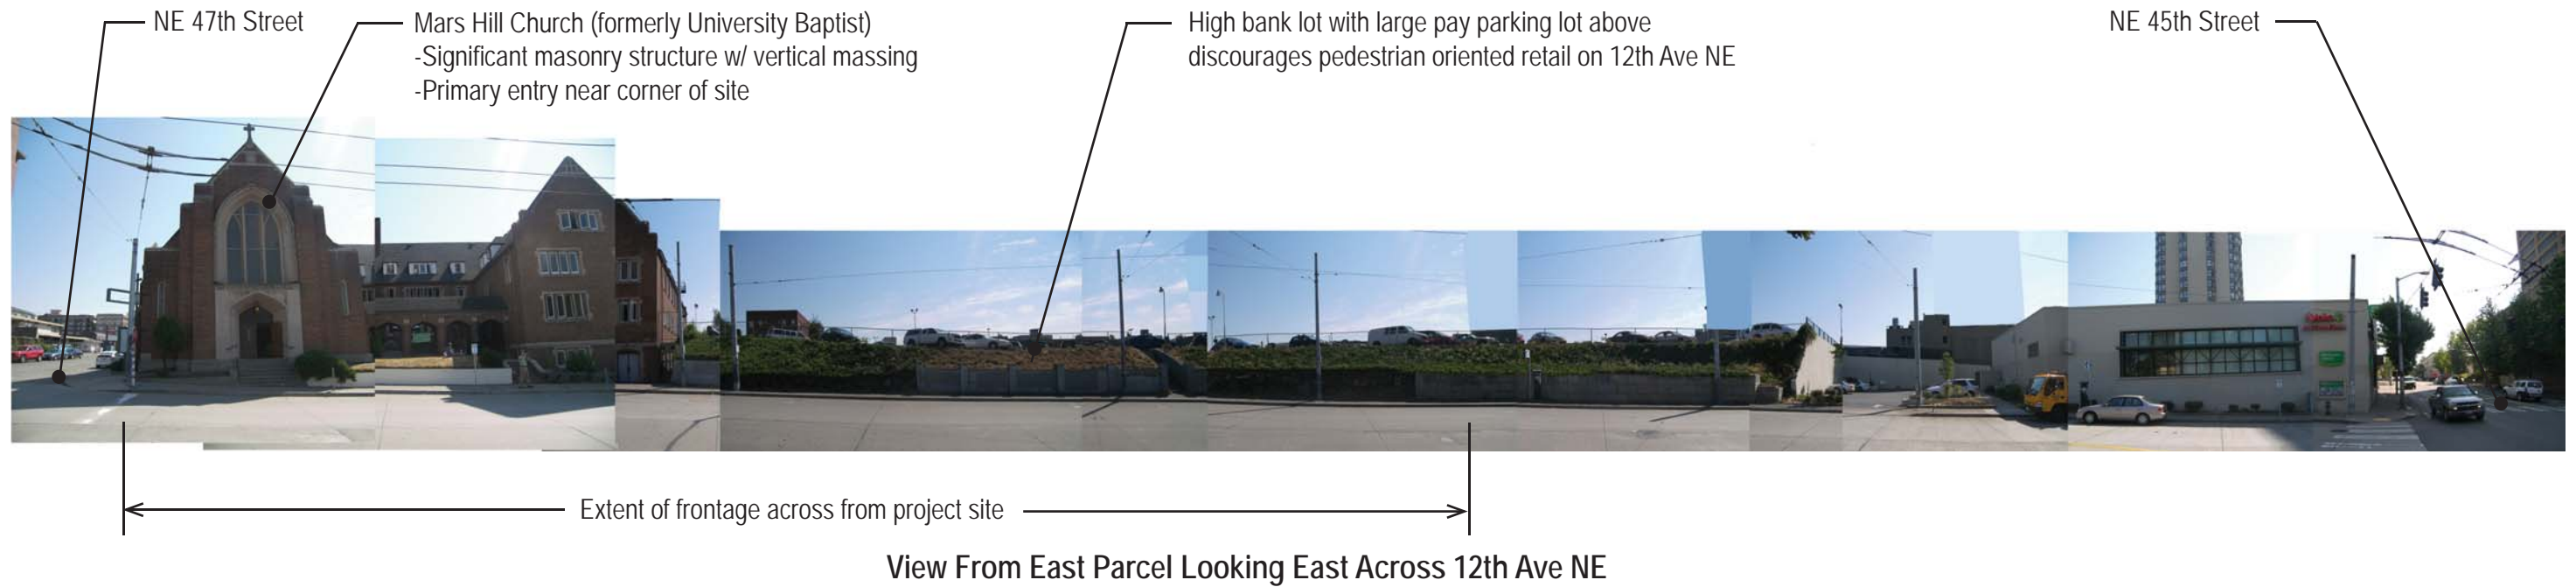 NE 47th Street
Mars Hill Church (formerly University Baptist)
-Significant masonry structure w/ vertical massing
-Primary entry near corner of site
High bank lot with large pay parking lot above
discourages pedestrian oriented retail on 12th Ave NE
NE 45th Street
Extent of frontage across from project site
View From East Parcel Looking East Across 12th Ave NE